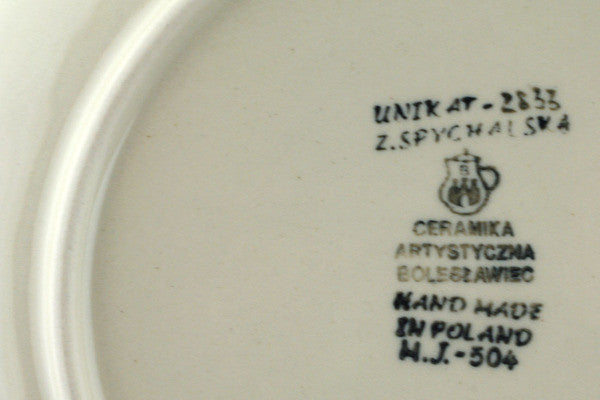 UNIKAT-2833
Z.SPYCHALSKA
B
CERAMIKA
ARTYSTYCZNA
BOLESŁAWIEC
HAND MADE
IN POLAND
M.J.-504